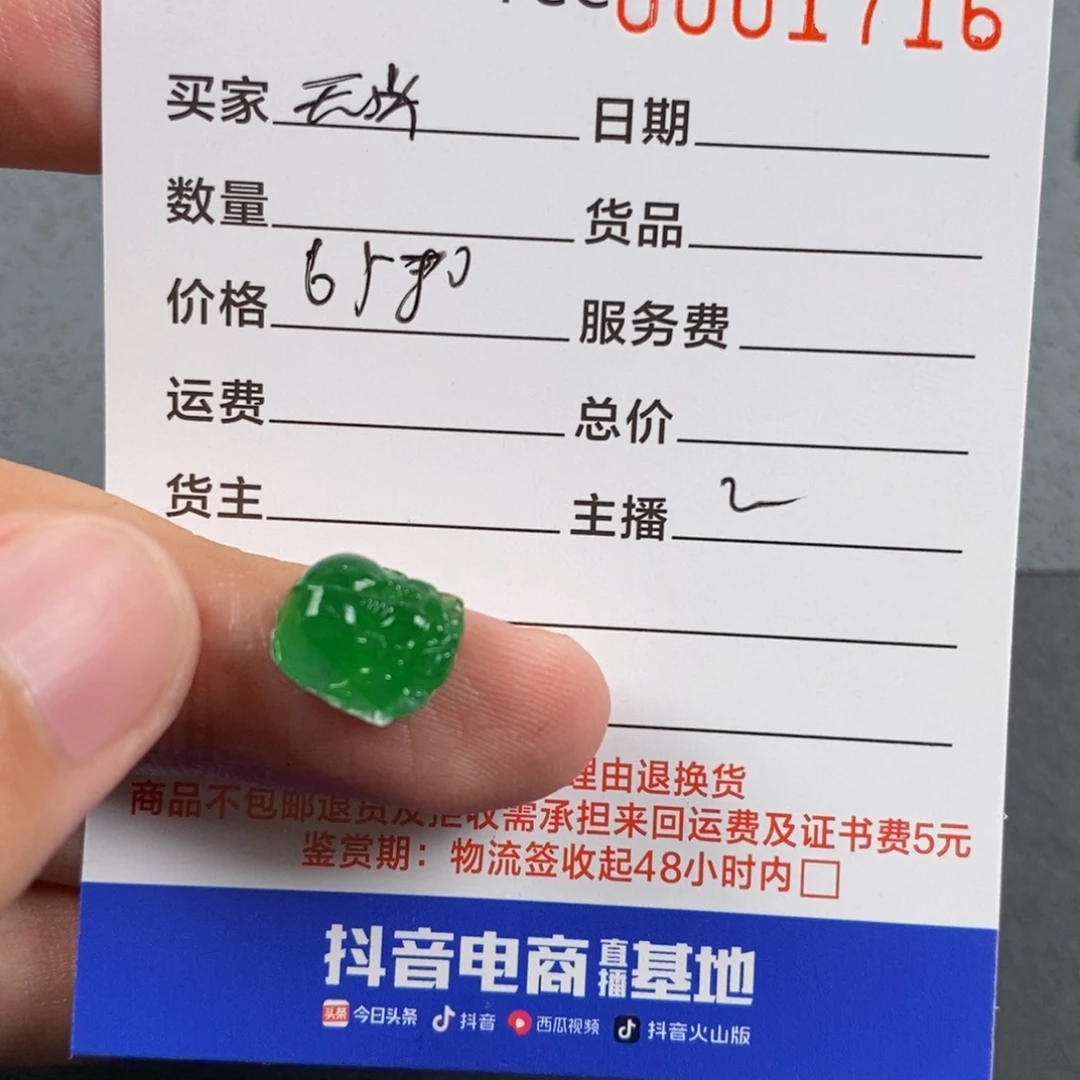 0001716
买家 日期
数量 货品
价格 服务费
运费 总价
货主 主播
理由退换货
商品不包邮退货及拒收需承担来回运费及证书费5元
鉴赏期：物流签收起48小时内□
抖音电商直播基地
头条 今日头条 抖音 西瓜视频 抖音火山版